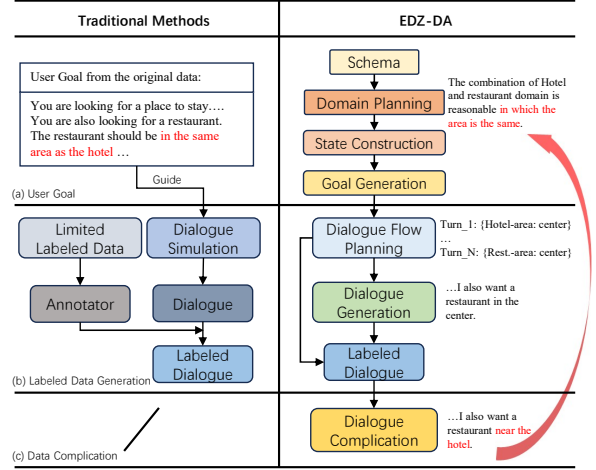 Traditional Methods
EDZ-DA
User Goal from the original data:
You are looking for a place to stay….
You are also looking for a restaurant.
The restaurant should be in the same
area as the hotel …
Guide
(a) User Goal
Schema
Domain Planning
State Construction
Goal Generation
The combination of Hotel
and restaurant domain is
reasonable in which the
area is the same.
Limited
Labeled Data
Dialogue
Simulation
Annotator
Dialogue
Labeled
Dialogue
(b) Labeled Data Generation
Dialogue Flow
Planning
Turn_1: {Hotel-area: center}
…
Turn_N: {Rest.-area: center}
Dialogue
Generation
…I also want a
restaurant in the
center.
Labeled
Dialogue
(c) Data Complication
Dialogue
Complication
…I also want a
restaurant near the
hotel.